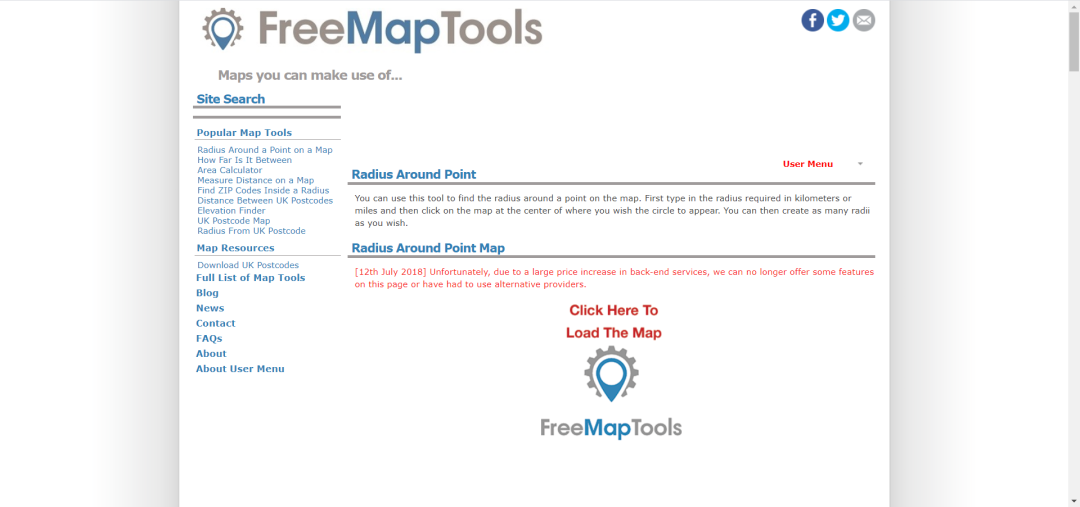 FreeMapTools
Maps you can make use of...
Site Search
Popular Map Tools
Radius Around a Point on a Map
How Far Is It Between
Area Calculator
Measure Distance on a Map
Find ZIP Codes Inside a Radius
Distance Between UK Postcodes
Elevation Finder
UK Postcode Map
Radius From UK Postcode
Map Resources
Download UK Postcodes
Full List of Map Tools
Blog
News
Contact
FAQs
About
About User Menu
User Menu
Radius Around Point
You can use this tool to find the radius around a point on the map. First type in the radius required in kilometers or
miles and then click on the map at the center of where you wish the circle to appear. You can then create as many radii
as you wish.
Radius Around Point Map
[12th July 2018] Unfortunately, due to a large price increase in back-end services, we can no longer offer some features
on this page or have had to use alternative providers.
Click Here To
Load The Map
FreeMapTools